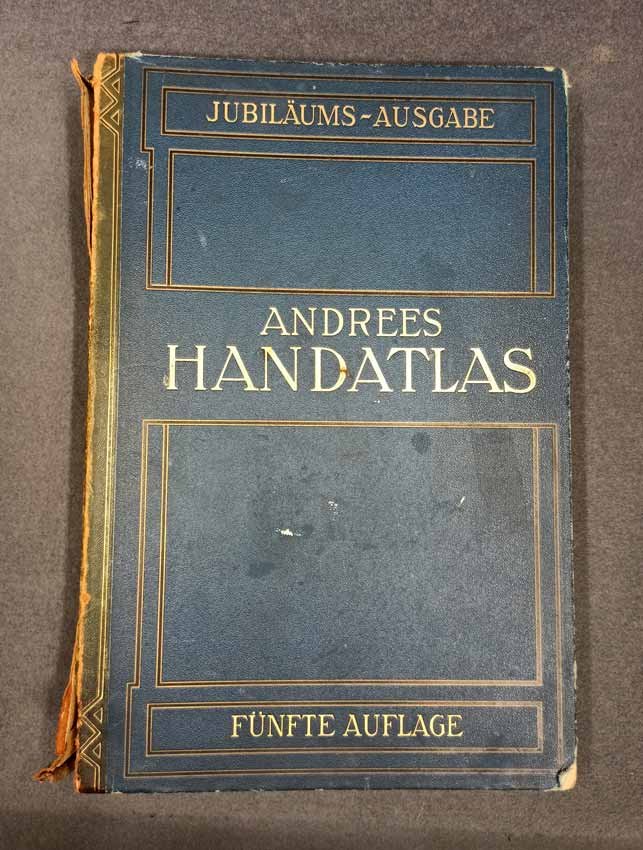 JUBILÄUMS-AUSGABE
ANDREES
HANDATLAS
FÜNFTE AUFLAGE